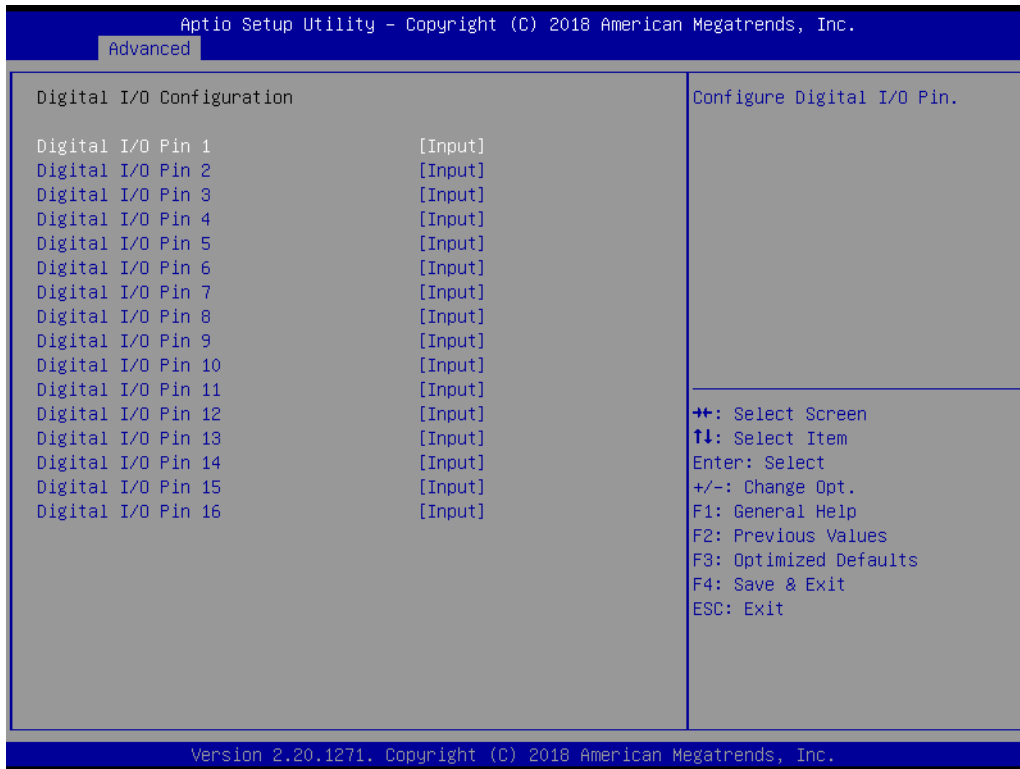 Aptio Setup Utility – Copyright (C) 2018 American Megatrends, Inc.
Advanced
Digital I/O Configuration
Digital I/O Pin 1 [Input]
Digital I/O Pin 2 [Input]
Digital I/O Pin 3 [Input]
Digital I/O Pin 4 [Input]
Digital I/O Pin 5 [Input]
Digital I/O Pin 6 [Input]
Digital I/O Pin 7 [Input]
Digital I/O Pin 8 [Input]
Digital I/O Pin 9 [Input]
Digital I/O Pin 10 [Input]
Digital I/O Pin 11 [Input]
Digital I/O Pin 12 [Input]
Digital I/O Pin 13 [Input]
Digital I/O Pin 14 [Input]
Digital I/O Pin 15 [Input]
Digital I/O Pin 16 [Input]
Configure Digital I/O Pin.
→←: Select Screen
↑↓: Select Item
Enter: Select
+/-: Change Opt.
F1: General Help
F2: Previous Values
F3: Optimized Defaults
F4: Save & Exit
ESC: Exit
Version 2.20.1271. Copyright (C) 2018 American Megatrends, Inc.